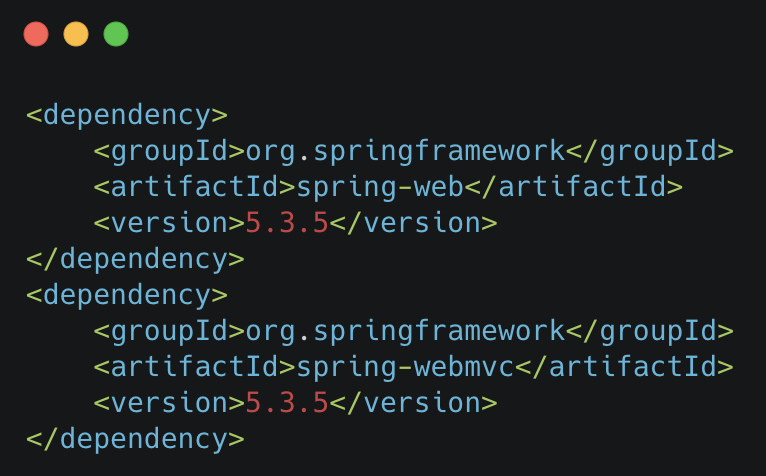 <dependency>
    <groupId>org.springframework</groupId>
    <artifactId>spring-web</artifactId>
    <version>5.3.5</version>
</dependency>
<dependency>
    <groupId>org.springframework</groupId>
    <artifactId>spring-webmvc</artifactId>
    <version>5.3.5</version>
</dependency>